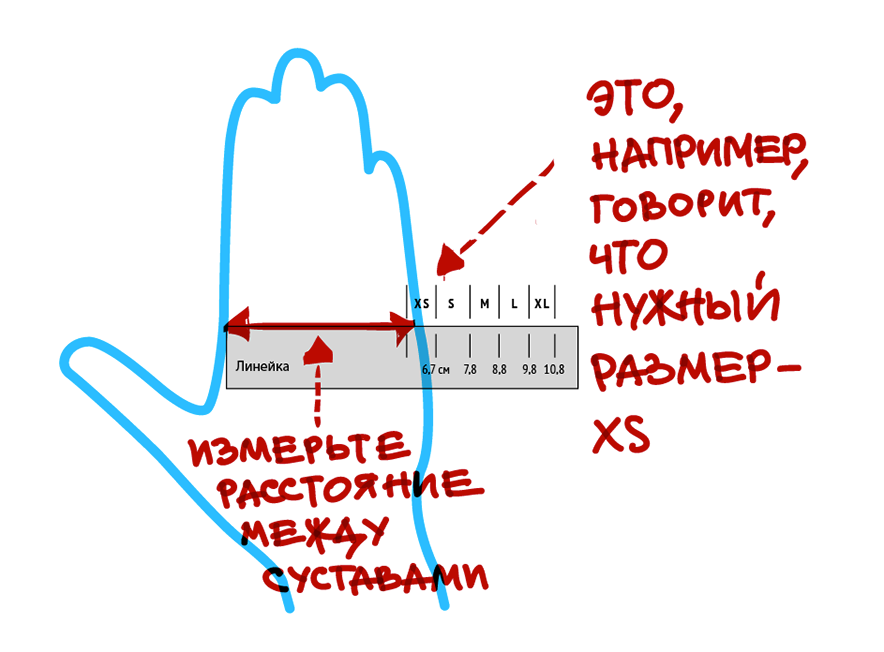 ЭТО,
НАПРИМЕР,
ГОВОРИТ,
ЧТО
НУЖНЫЙ
РАЗМЕР–
XS
XS S M L XL
Линейка
6,7 см 7,8 8,8 9,8 10,8
ИЗМЕРЬТЕ
РАССТОЯНИЕ
МЕЖДУ
СУСТАВАМИ